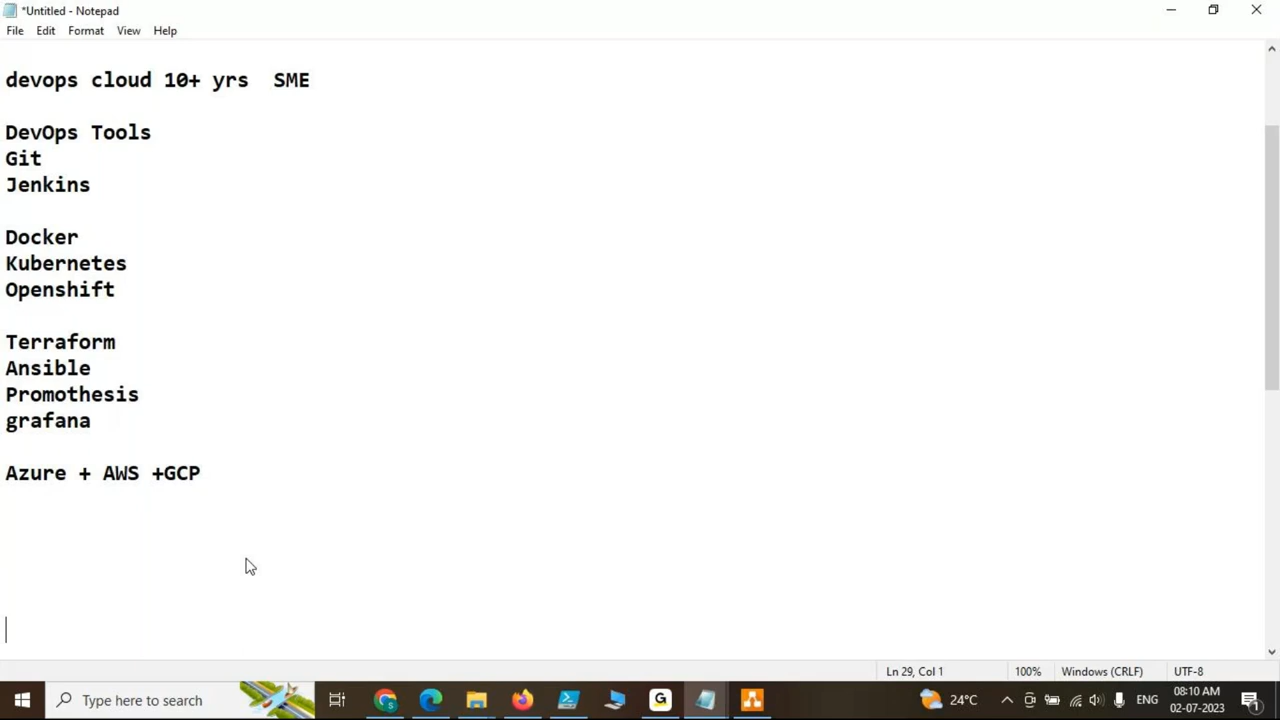 *Untitled - Notepad
File Edit Format View Help
devops cloud 10+ yrs  SME
DevOps Tools
Git
Jenkins
Docker
Kubernetes
Openshift
Terraform
Ansible
Promothesis
grafana
Azure + AWS +GCP
Ln 29, Col 1 100% Windows (CRLF) UTF-8
Type here to search G 24°C ENG 08:10 AM
02-07-2023 1